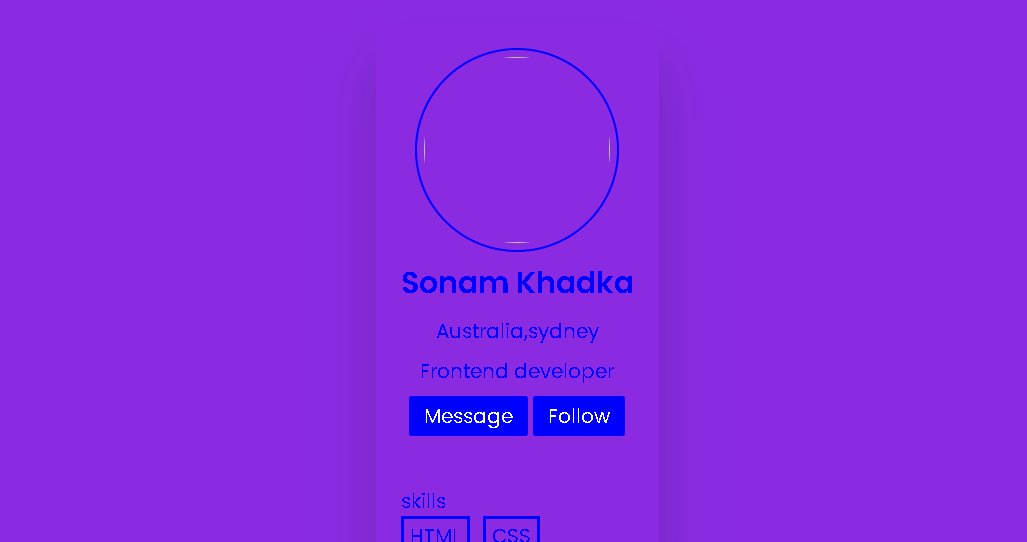 Sonam Khadka
Australia,sydney
Frontend developer
Message Follow
skills
HTML CSS